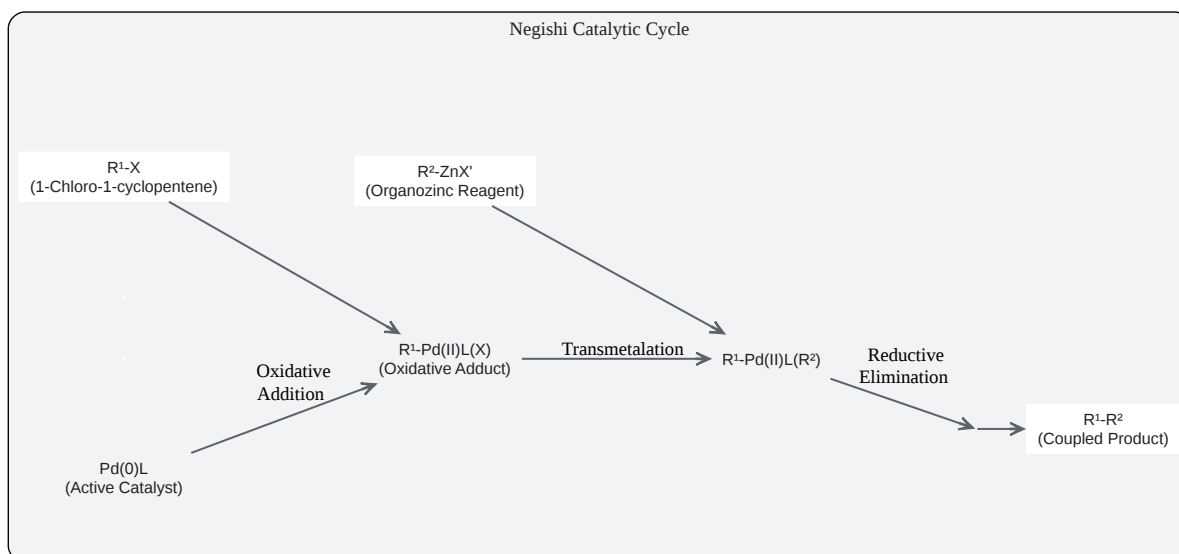 Negishi Catalytic Cycle
R¹-X
(1-Chloro-1-cyclopentene)
R²-ZnX'
(Organozinc Reagent)
R¹-Pd(II)L(X)
(Oxidative Adduct)
Transmetalation
R¹-Pd(II)L(R²)
Reductive
Elimination
Oxidative
Addition
R¹-R²
(Coupled Product)
Pd(0)L
(Active Catalyst)